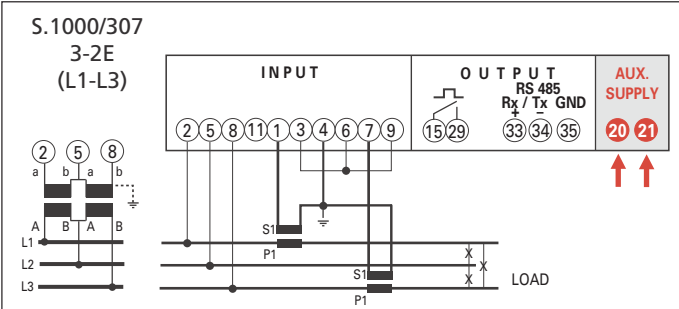 S.1000/307
3-2E
(L1-L3)
INPUT
OUTPUT
RS 485
Rx / Tx GND
+ −
AUX.
SUPPLY
2 5 8 11 1 3 4 6 7 9
15 29 33 34 35
20 21
2 5 8
a b a b
A B A B
L1
L2
L3
S1
P1
S1
P1
X
X
X
LOAD